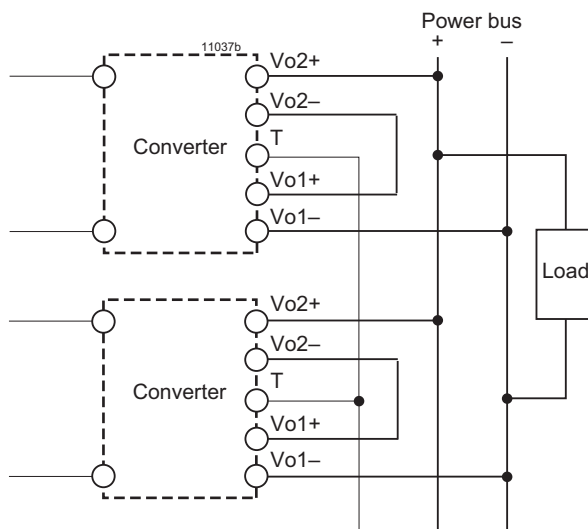 Power bus
+ –
11037b
Vo2+
Vo2–
T
Converter
Vo1+
Vo1–
Load
Vo2+
Vo2–
T
Converter
Vo1+
Vo1–